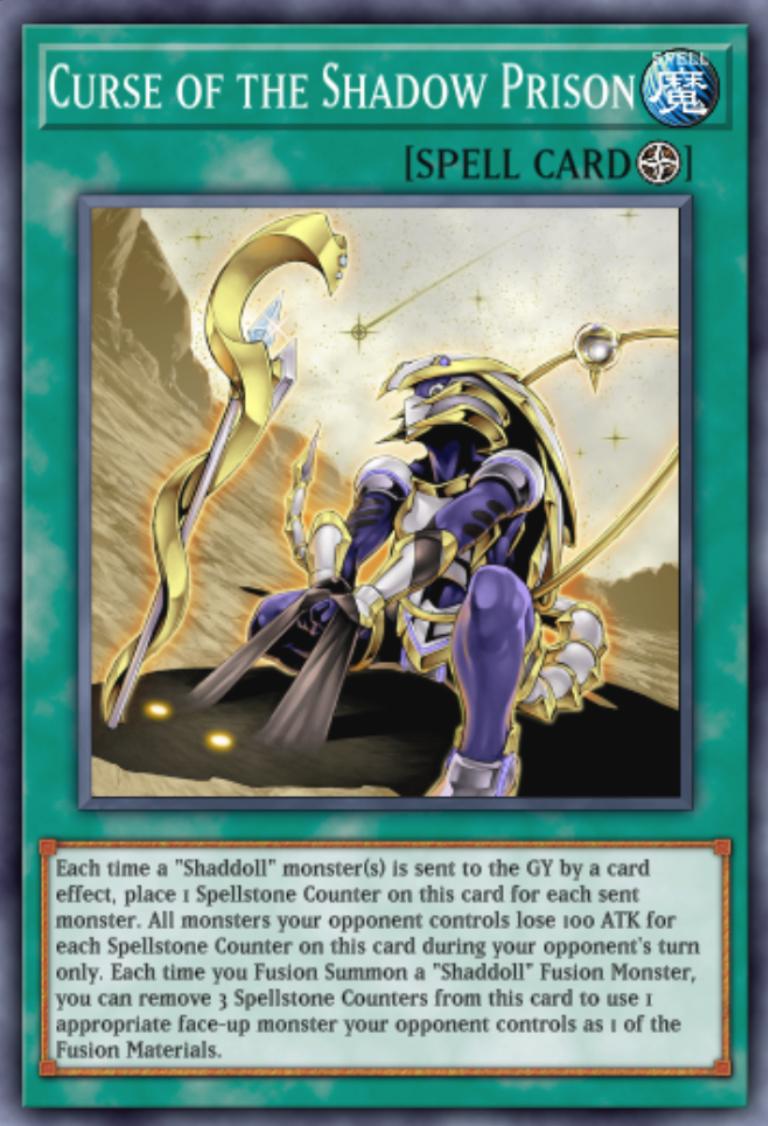 CURSE OF THE SHADOW PRISON
SPELL
魔
[SPELL CARD]
Each time a "Shaddoll" monster(s) is sent to the GY by a card
effect, place 1 Spellstone Counter on this card for each sent
monster. All monsters your opponent controls lose 100 ATK for
each Spellstone Counter on this card during your opponent's turn
only. Each time you Fusion Summon a "Shaddoll" Fusion Monster,
you can remove 3 Spellstone Counters from this card to use 1
appropriate face-up monster your opponent controls as 1 of the
Fusion Materials.